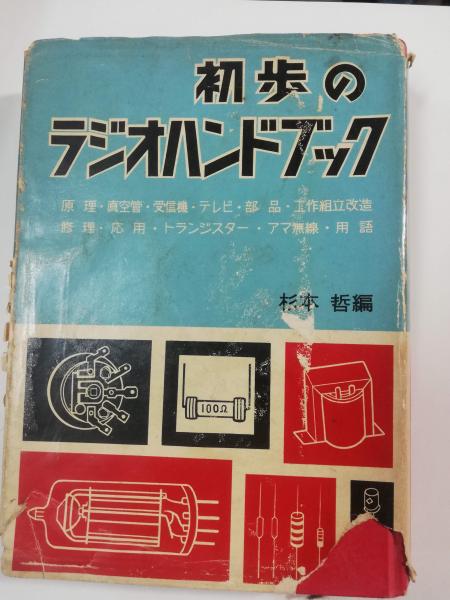 初歩の
ラジオハンドブック
原理・真空管・受信機・テレビ・部品・工作組立改造
修理・応用・トランジスター・アマ無線・用語
杉本 哲編
100Ω